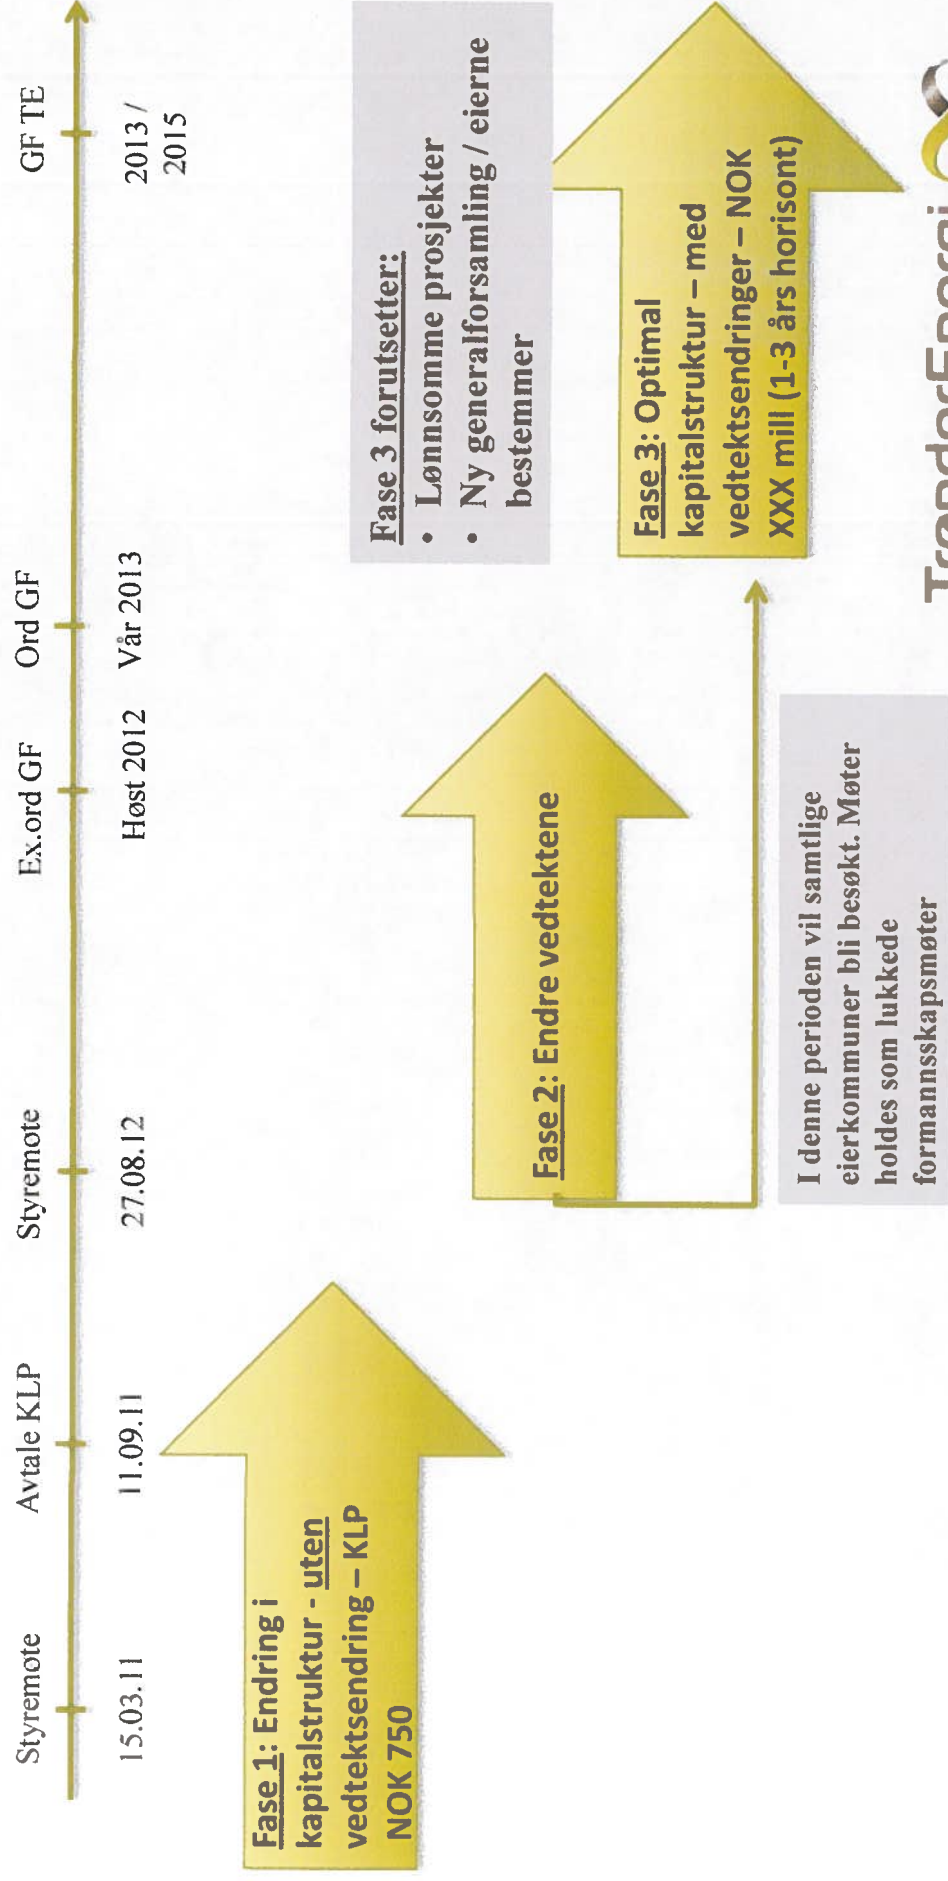 Styremøte
Avtale KLP
Styremøte
Ex.ord GF
Ord GF
GF TE
15.03.11
11.09.11
27.08.12
Høst 2012
Vår 2013
2013 /
2015
Fase 1: Endring i
kapitalstruktur - uten
vedtektsendring – KLP
NOK 750
Fase 2: Endre vedtektene
Fase 3 forutsetter:
• Lønnsomme prosjekter
• Ny generalforsamling / eierne
bestemmer
Fase 3: Optimal
kapitalstruktur – med
vedtektsendringer – NOK
XXX mill (1-3 års horisont)
I denne perioden vil samtlige
eierkommuner bli besøkt. Møter
holdes som lukkede
formannsskapsmøter
TrønderEnergi